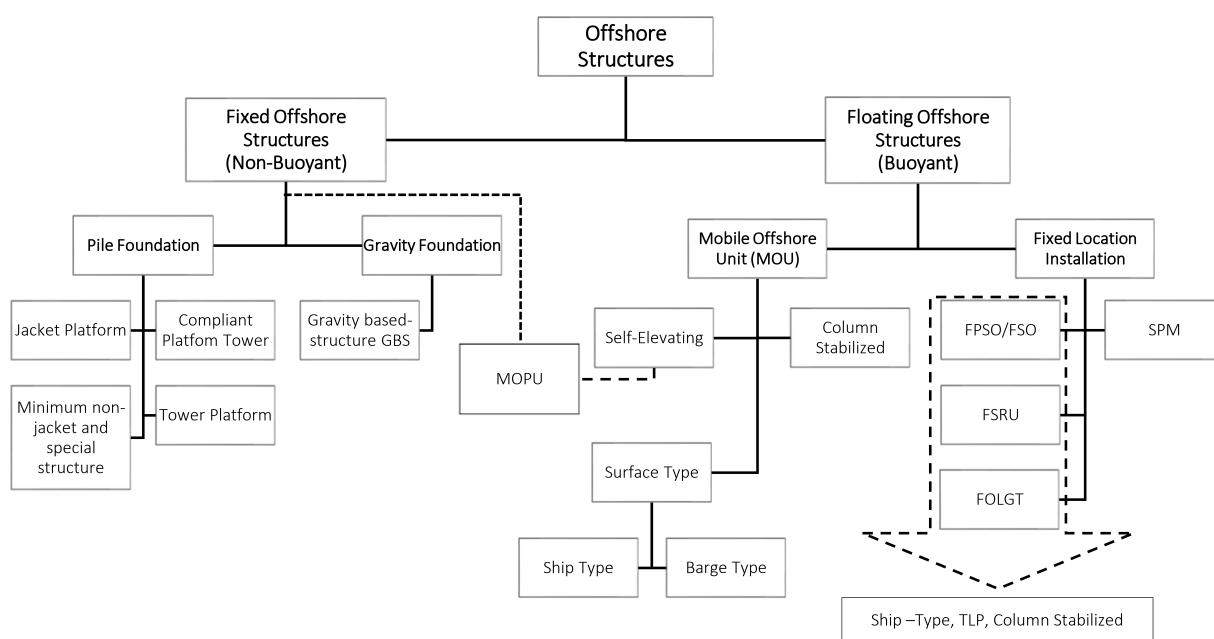 Offshore
Structures
Fixed Offshore
Structures
(Non-Buoyant)
Floating Offshore
Structures
(Buoyant)
Pile Foundation
Gravity Foundation
Mobile Offshore
Unit (MOU)
Fixed Location
Installation
Jacket Platform
Compliant
Platfom Tower
Gravity based-
structure GBS
MOPU
Self-Elevating
Column
Stabilized
FPSO/FSO
SPM
Minimum non-
jacket and
special
structure
Tower Platform
FSRU
Surface Type
FOLGT
Ship Type
Barge Type
Ship –Type, TLP, Column Stabilized